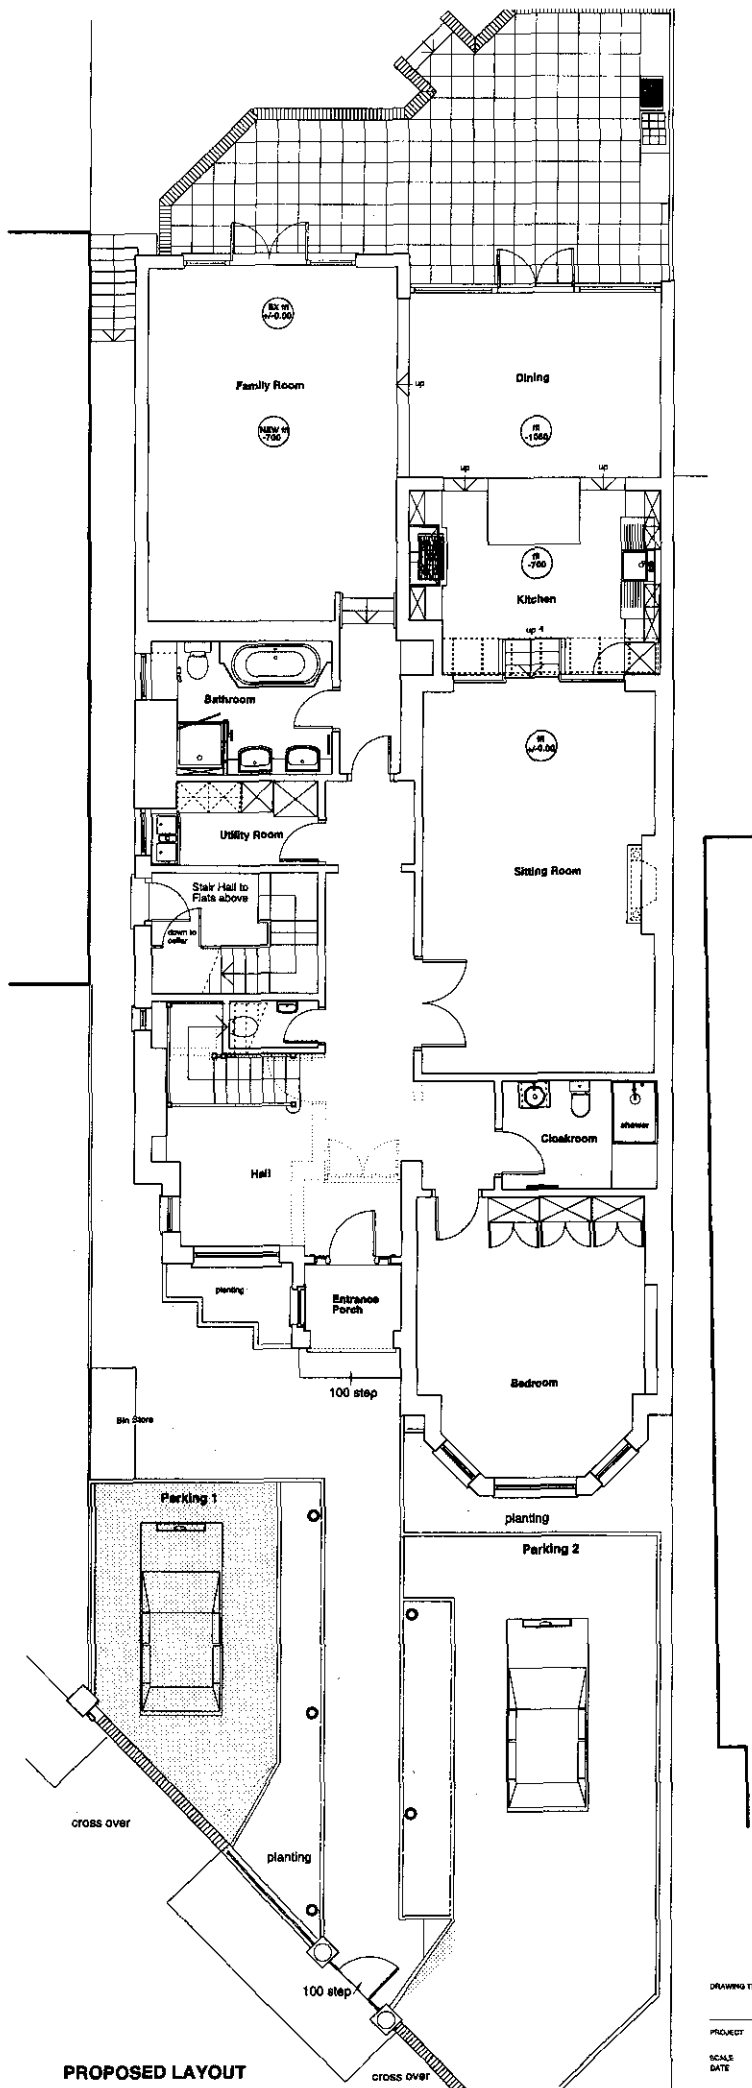 EX ffl
+/-0.00
Family Room
NEW ffl
-700
up
Dining
ffl
up
up
ffl
-700
Kitchen
up 4
Bathroom
ffl
+/-0.00
Utility Room
Sitting Room
Stair Hall to
Flats above
down to
cellar
Cloakroom
shower
Hall
planting
Entrance
Porch
100 step
Bedroom
Bin Store
Parking 1
planting
Parking 2
cross over
planting
100 step
cross over
PROPOSED LAYOUT
PROJECT
SCALE
DATE